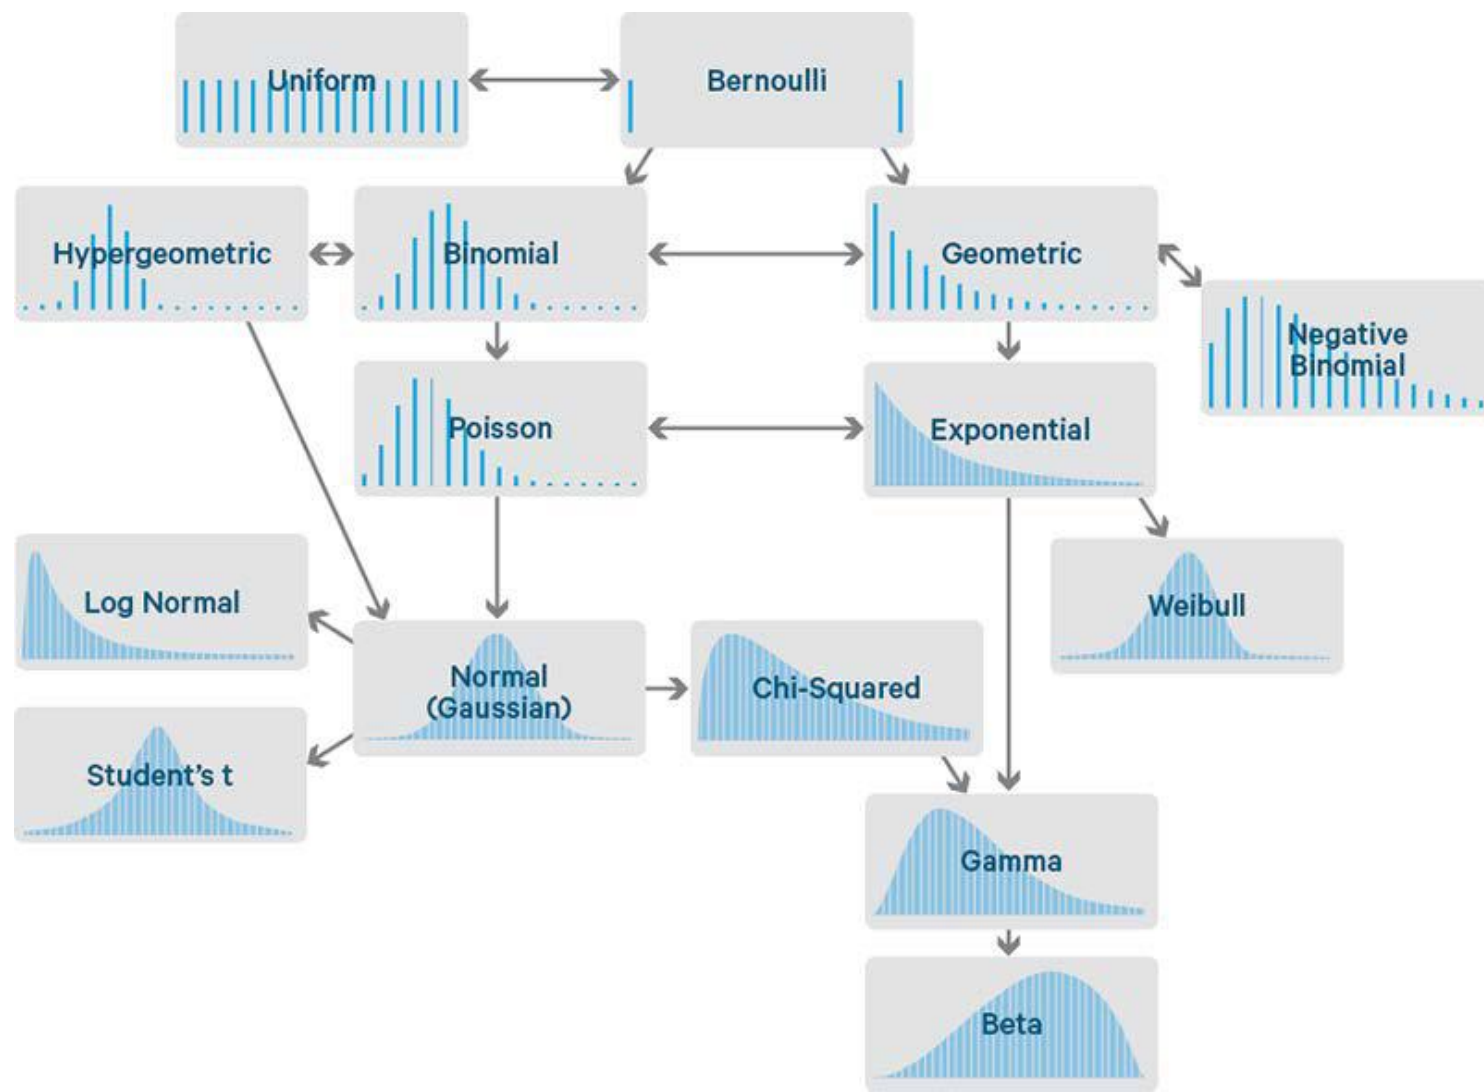 Uniform
Bernoulli
Hypergeometric
Binomial
Geometric
Negative
Binomial
Poisson
Exponential
Log Normal
Weibull
Normal
(Gaussian)
Chi-Squared
Student's t
Gamma
Beta